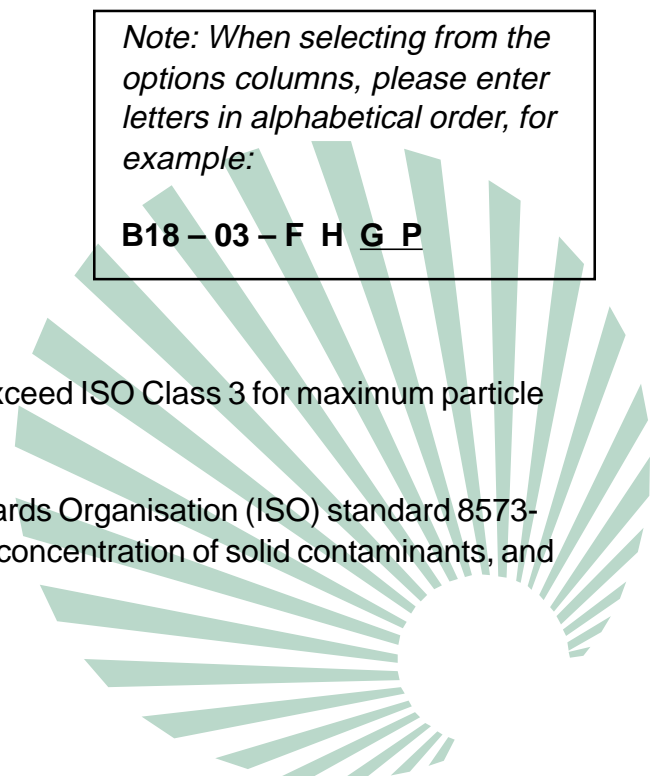 Note: When selecting from the
options columns, please enter
letters in alphabetical order, for
example:
B18 – 03 – F H G P
xceed ISO Class 3 for maximum particle
ards Organisation (ISO) standard 8573-
concentration of solid contaminants, and